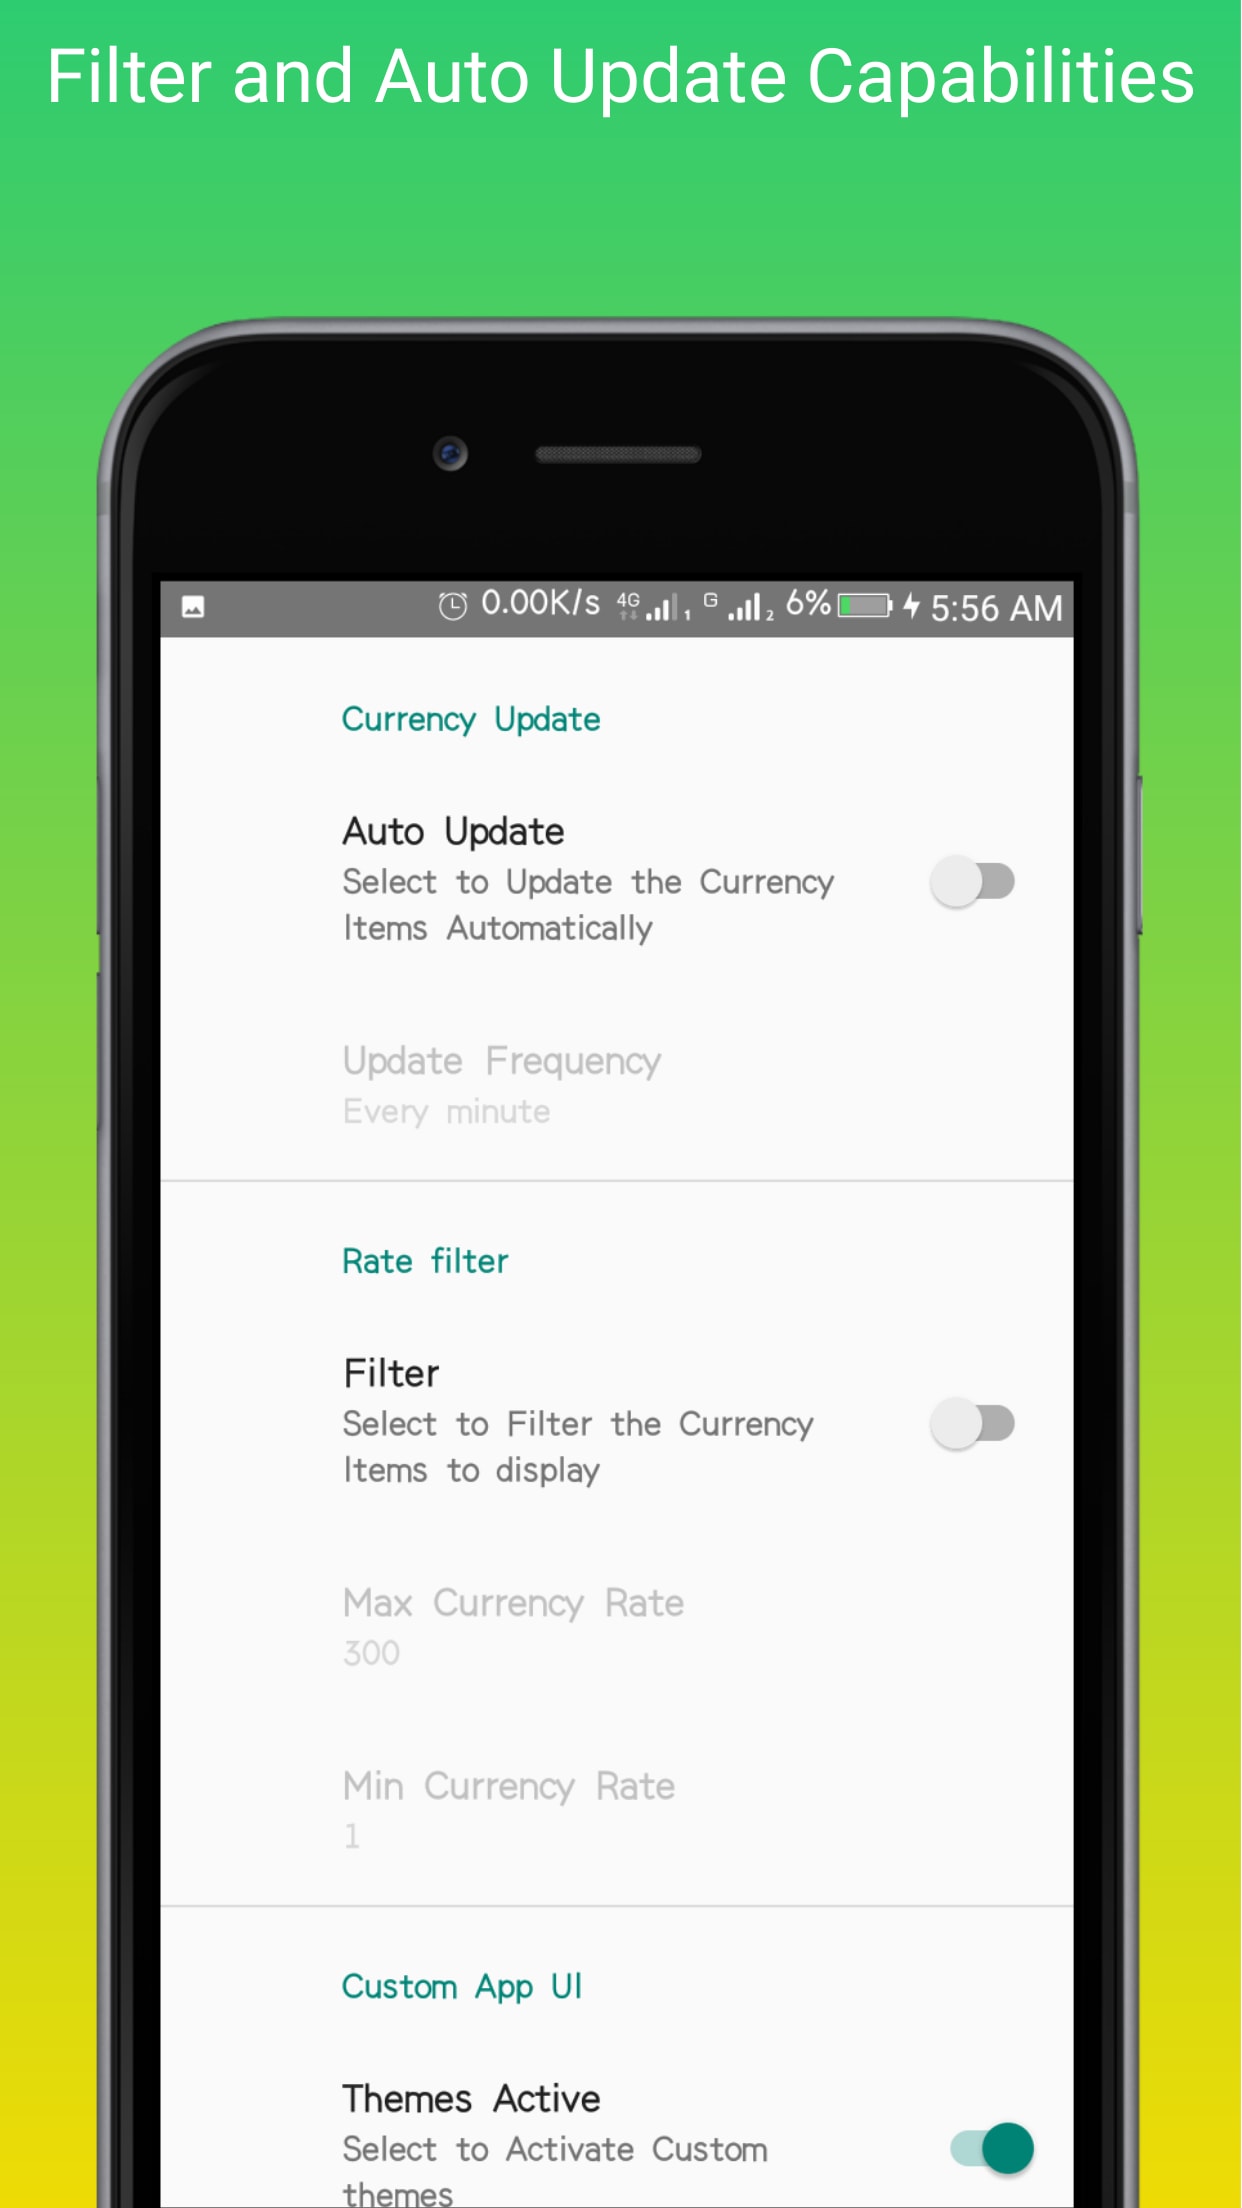 Filter and Auto Update Capabilities
0.00K/s 4G 1 G 2 6% 5:56 AM
Currency Update
Auto Update
Select to Update the Currency
Items Automatically
Update Frequency
Every minute
Rate filter
Filter
Select to Filter the Currency
Items to display
Max Currency Rate
300
Min Currency Rate
1
Custom App UI
Themes Active
Select to Activate Custom
themes